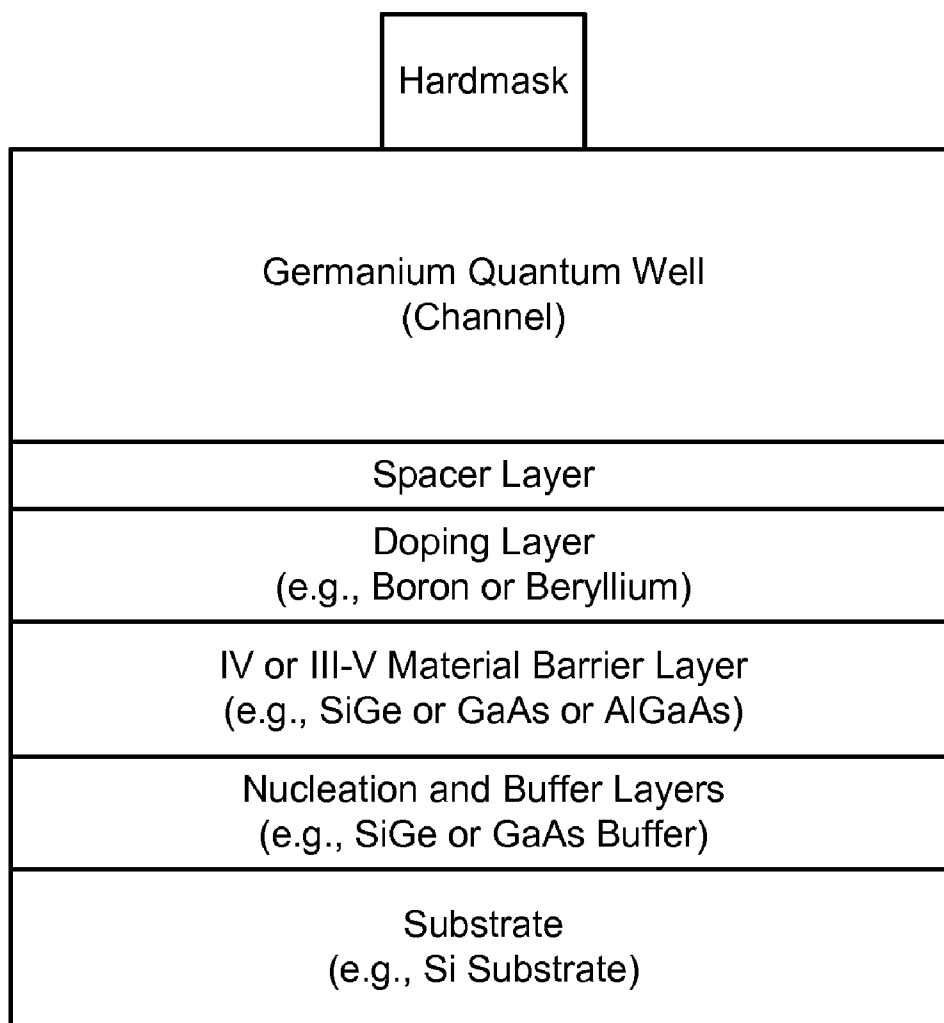 Hardmask
Germanium Quantum Well
(Channel)
Spacer Layer
Doping Layer
(e.g., Boron or Beryllium)
IV or III-V Material Barrier Layer
(e.g., SiGe or GaAs or AlGaAs)
Nucleation and Buffer Layers
(e.g., SiGe or GaAs Buffer)
Substrate
(e.g., Si Substrate)